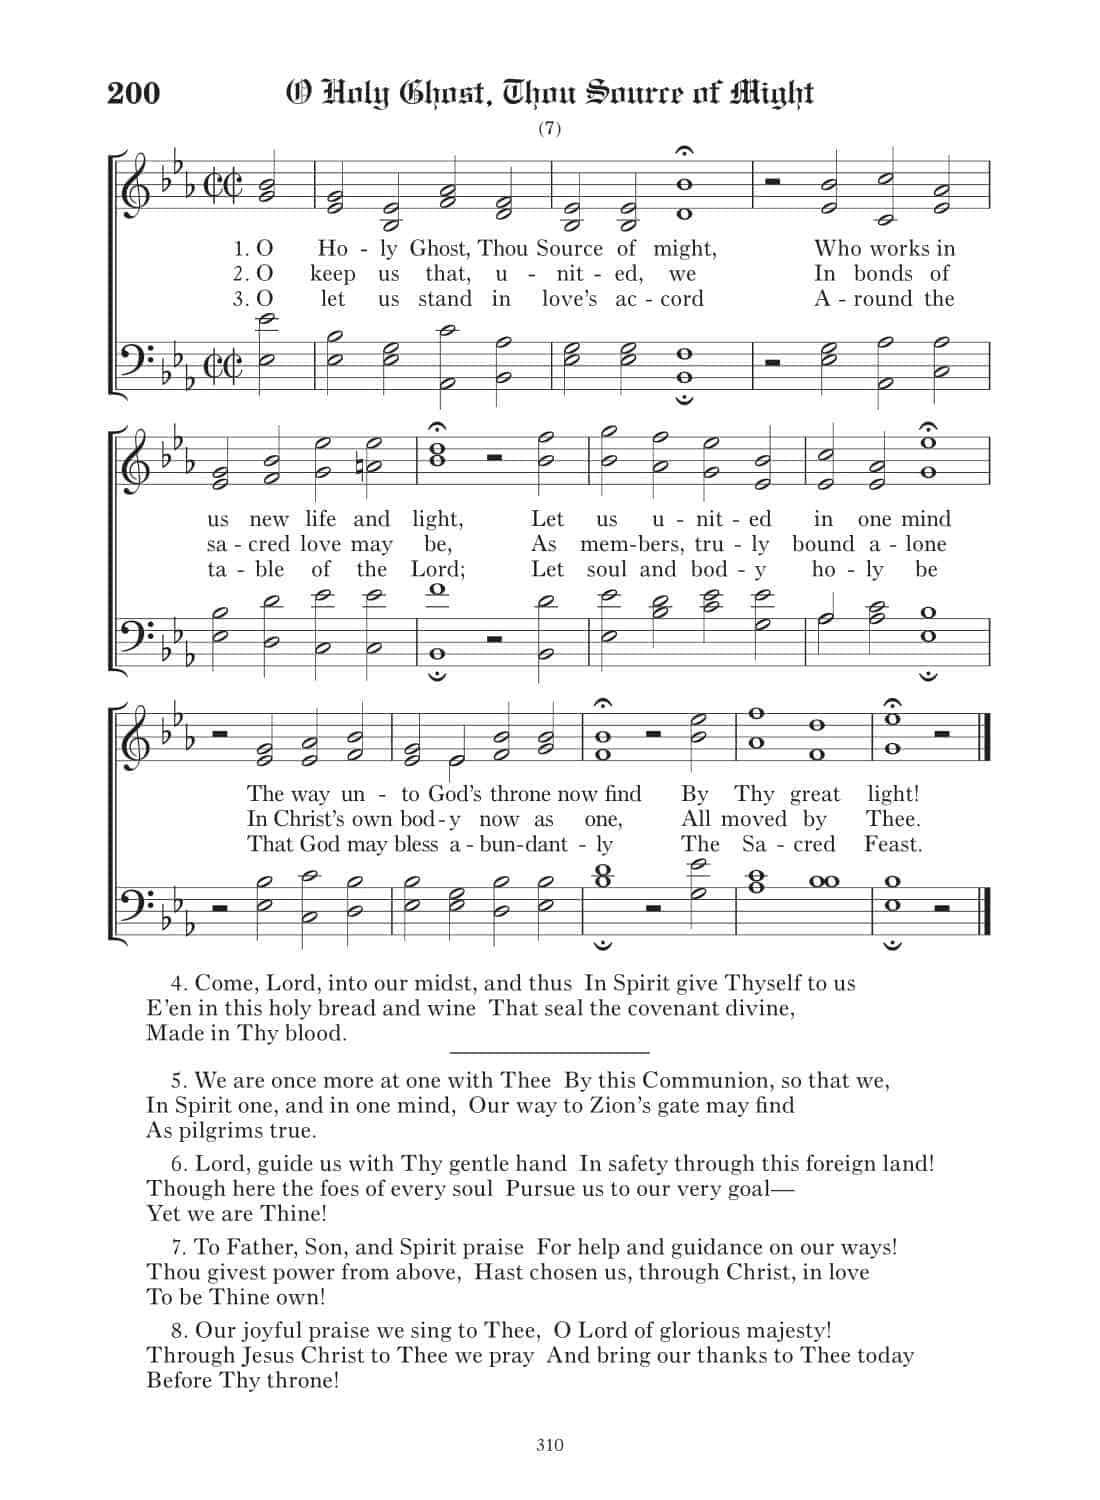 200 O Holy Ghost, Thou Source of Might
(7)
1. O Ho - ly Ghost, Thou Source of might, Who works in
2. O keep us that, u - nit - ed, we In bonds of
3. O let us stand in love's ac - cord A - round the
us new life and light, Let us u - nit - ed in one mind
sa - cred love may be, As mem-bers, tru - ly bound a - lone
ta - ble of the Lord; Let soul and bod - y ho - ly be
The way un - to God's throne now find By Thy great light!
In Christ's own bod-y now as one, All moved by Thee.
That God may bless a-bun-dant - ly The Sa - cred Feast.
4. Come, Lord, into our midst, and thus In Spirit give Thyself to us
E'en in this holy bread and wine That seal the covenant divine,
Made in Thy blood.
5. We are once more at one with Thee By this Communion, so that we,
In Spirit one, and in one mind, Our way to Zion's gate may find
As pilgrims true.
6. Lord, guide us with Thy gentle hand In safety through this foreign land!
Though here the foes of every soul Pursue us to our very goal—
Yet we are Thine!
7. To Father, Son, and Spirit praise For help and guidance on our ways!
Thou givest power from above, Hast chosen us, through Christ, in love
To be Thine own!
8. Our joyful praise we sing to Thee, O Lord of glorious majesty!
Through Jesus Christ to Thee we pray And bring our thanks to Thee today
Before Thy throne!
310